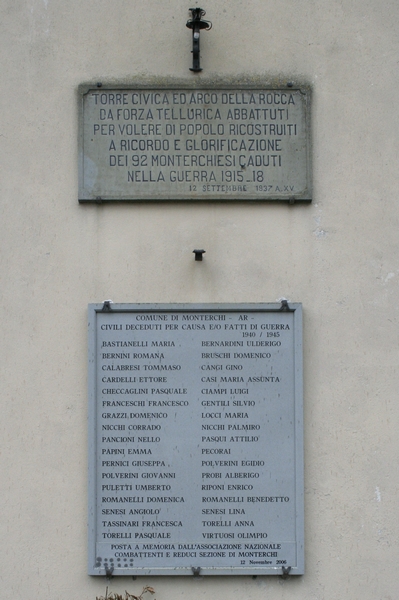 TORRE CIVICA ED ARCO DELLA ROCCA
DA FORZA TELLURICA ABBATTUTI
PER VOLERE DI POPOLO RICOSTRUITI
A RICORDO E GLORIFICAZIONE
DEI 92 MONTERCHIESI CADUTI
NELLA GUERRA 1915_18
12 SETTEMBRE 1937 A. XV
COMUNE DI MONTERCHI - AR -
CIVILI DECEDUTI PER CAUSA E/O FATTI DI GUERRA
1940 / 1945
BASTIANELLI MARIA BERNARDINI ULDERIGO
BERNINI ROMANA BRUSCHI DOMENICO
CALABRESI TOMMASO CANGI GINO
CARDELLI ETTORE CASI MARIA ASSUNTA
CHECCAGLINI PASQUALE CIAMPI LUIGI
FRANCESCHI FRANCESCO GENTILI SILVIO
GRAZZI DOMENICO LOCCI MARIA
NICCHI CORRADO NICCHI PALMIRO
PANCIONI NELLO PASQUI ATTILIO
PAPINI EMMA PECORAI
PERNICI GIUSEPPA POLVERINI EGIDIO
POLVERINI GIOVANNI PROBI ALBERIGO
PULETTI UMBERTO RIPONI ENRICO
ROMANELLI DOMENICA ROMANELLI BENEDETTO
SENESI ANGIOLO' SENESI LINA
TASSINARI FRANCESCA TORELLI ANNA
TORELLI PASQUALE VIRTUOSI OLIMPIO
POSTA A MEMORIA DALL'ASSOCIAZIONE NAZIONALE
COMBATTENTI E REDUCI SEZIONE DI MONTERCHI
12 Novembre 2006